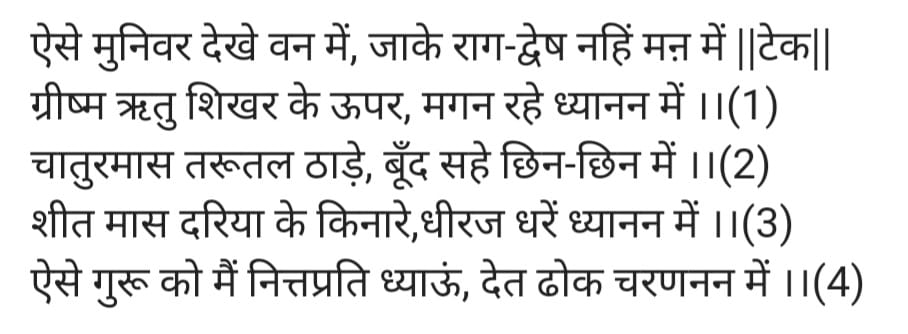 ऐसे मुनिवर देखे वन में, जाके राग-द्वेष नहिं मऩ में ||टेक||
ग्रीष्म ऋतु शिखर के ऊपर, मगन रहे ध्यानन में ।।(1)
चातुरमास तरूतल ठाड़े, बूँद सहे छिन-छिन में ।।(2)
शीत मास दरिया के किनारे,धीरज धरें ध्यानन में ।।(3)
ऐसे गुरू को मैं नित्तप्रति ध्याऊं, देत ढोक चरणनन में ।।(4)